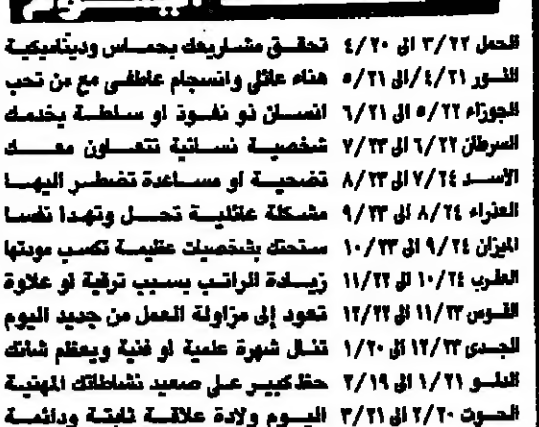 الحمل ٣/٢٢ الى ٤/٢٠ تحقق مشاريعك بحماس وديناميكية
الثور ٤/٢١/ الى ٥/٢١ هناء عائلي وانسجام عاطفي مع من تحب
الجوزاء ٥/٢٢ الى ٦/٢١ انسان ذو نفوذ او سلطة يخدمك
السرطان ٦/٢٢ الى ٧/٢٣ شخصية نسائية تتعاون معك
الاسد ٧/٢٤ الى ٨/٢٣ تضحية او مساعدة تضطر اليها
العذراء ٨/٢٤ الى ٩/٢٣ مشكلة عائلية تحل وتهدا نفسا
الميزان ٩/٢٤ الى ١٠/٢٣ ستحتك بشخصيات عظيمة تكسب مودتها
العقرب ١٠/٢٤ الى ١١/٢٢ زيادة الراتب بسبب ترقية او علاوة
القوس ١١/٢٣ الى ١٢/٢٢ تعود إلى مزاولة العمل من جديد اليوم
الجدى ١٢/٢٣ الى ١/٢٠ تنال شهرة علمية او فنية ويعظم شانك
الدلو ١/٢١ الى ٢/١٩ حظ كبير على صعيد نشاطاتك المهنية
الحوت ٢/٢٠ الى ٣/٢١ اليوم ولادة علاقة ثابتة ودائمة